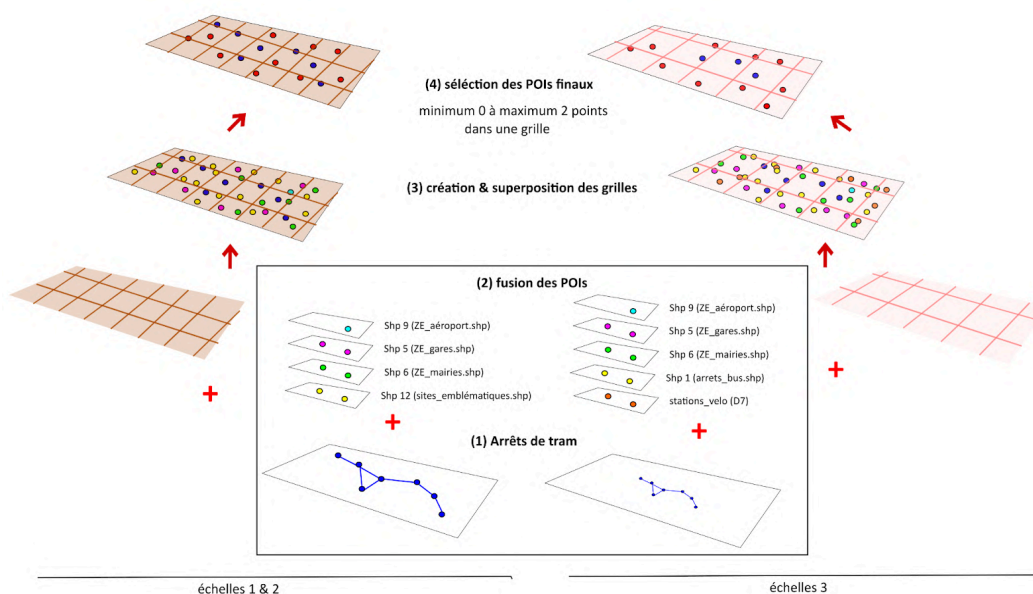 (4) séléction des POIs finaux
minimum 0 à maximum 2 points
dans une grille
(3) création & superposition des grilles
(2) fusion des POIs
Shp 9 (ZE_aéroport.shp)
Shp 5 (ZE_gares.shp)
Shp 6 (ZE_mairies.shp)
Shp 12 (sites_emblématiques.shp)
Shp 9 (ZE_aéroport.shp)
Shp 5 (ZE_gares.shp)
Shp 6 (ZE_mairies.shp)
Shp 1 (arrets_bus.shp)
stations_velo (D7)
+
+
+
+
(1) Arrêts de tram
échelles 1 & 2
échelles 3